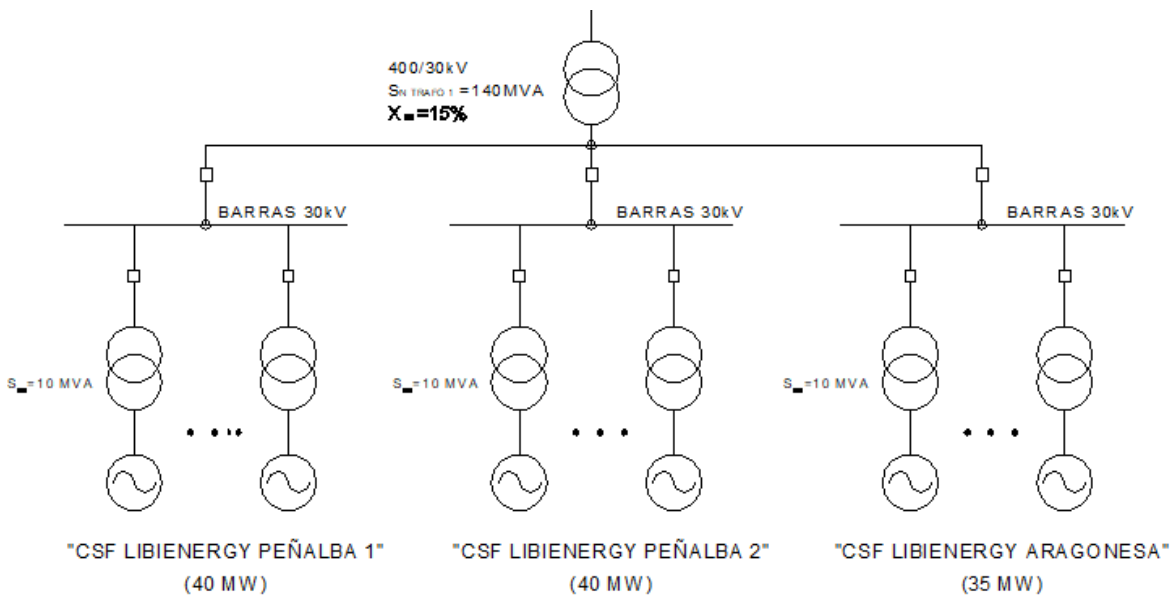 400/30kV
SN TRAFO 1 =140MVA
X =15%
BARRAS 30kV
BARRAS 30kV
BARRAS 30kV
S =10 MVA
S =10 MVA
S =10 MVA
"CSF LIBIENERGY PEÑALBA 1"
(40 MW)
"CSF LIBIENERGY PEÑALBA 2"
(40 MW)
"CSF LIBIENERGY ARAGONESA"
(35 MW)